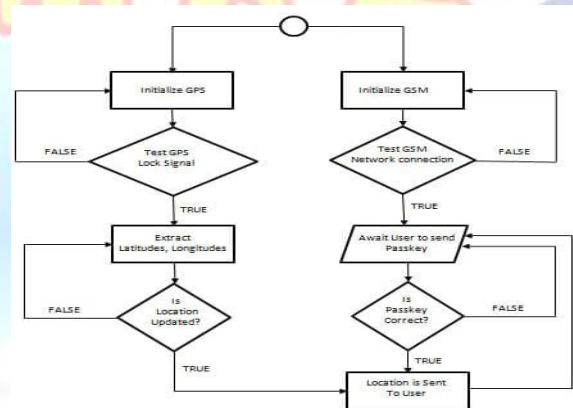 Initialize GPS
Initialize GSM
Test GPS
Lock Signal
FALSE
Test GSM
Network connection
FALSE
TRUE
TRUE
Extract
Latitudes, Longitudes
Await User to send
Passkey
Is
Location
Updated?
FALSE
Is
Passkey
Correct?
FALSE
TRUE
TRUE
Location is Sent
To User